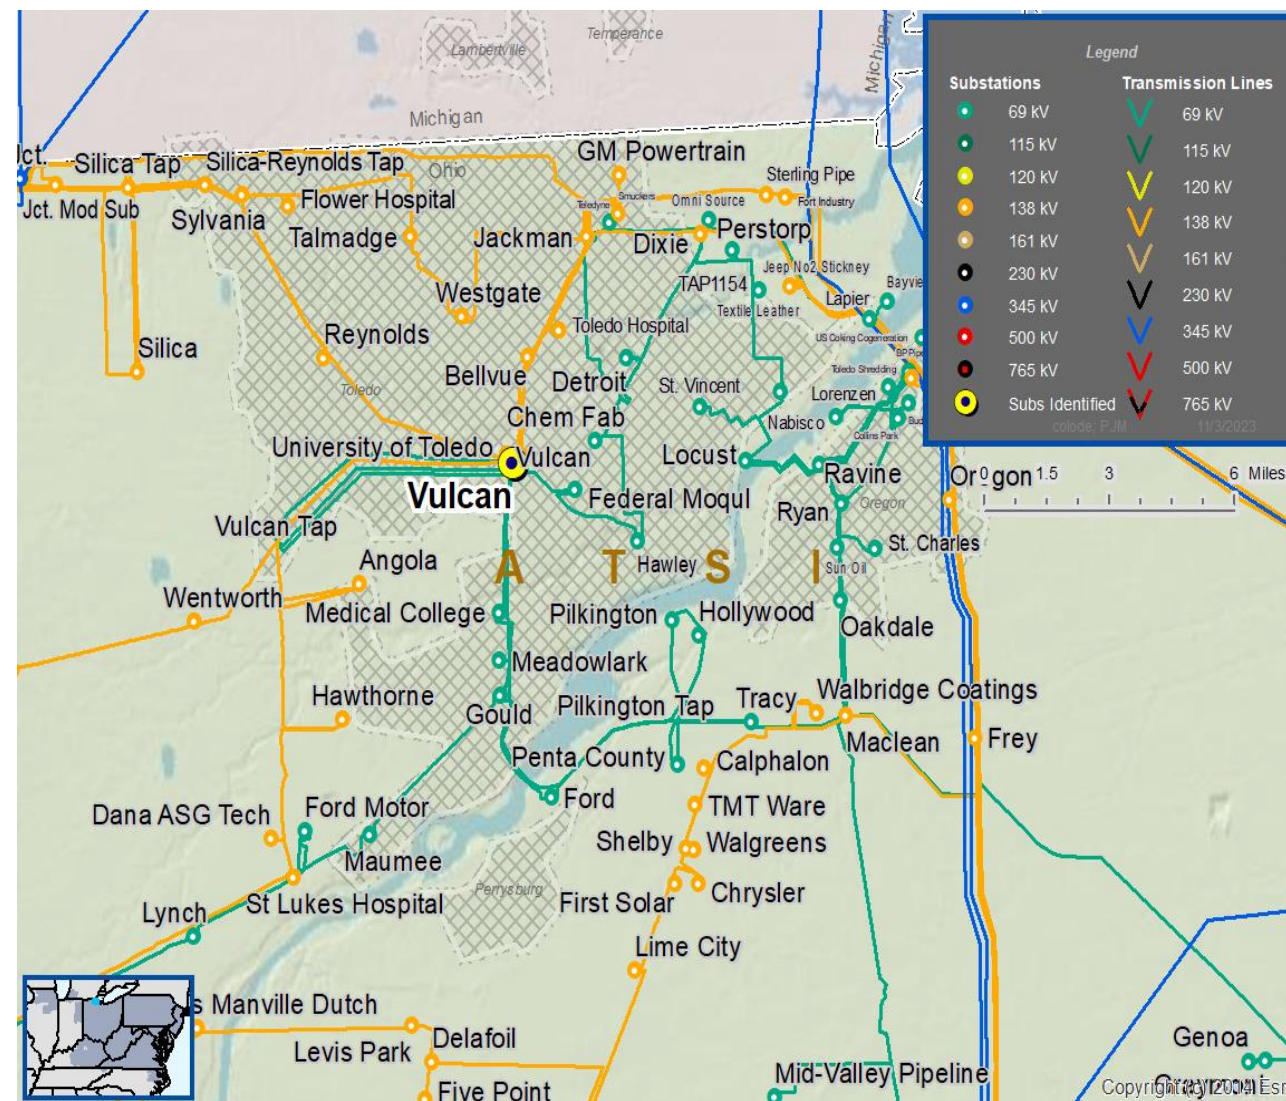 Lambertville
Temperance
Michigan
Michigan
Ohio
Jct.
Silica Tap
Silica-Reynolds Tap
GM Powertrain
Sterling Pipe
Jct. Mod Sub
Sylvania
Flower Hospital
Teledyne
Smuckers
Omni Source
Fort Industry
Talmadge
Jackman
Dixie
Perstorp
Westgate
TAP1154
Jeep No2 Stickney
Textile Leather
Lapier
Silica
Reynolds
Toledo Hospital
US Coking Cogeneration
Toledo
Bellvue
Detroit
St. Vincent
Toledo Shredding
Lorenzen
Chem Fab
Nabisco
Collins Park
University of Toledo
Vulcan
Locust
Ravine
Oregon
Vulcan
Federal Moqul
Ryan
Oregon
Vulcan Tap
Angola
A T S I
Hawley
St. Charles
Sun Oil
Wentworth
Medical College
Pilkington
Hollywood
Oakdale
Meadowlark
Hawthorne
Gould
Pilkington Tap
Tracy
Walbridge Coatings
Penta County
Maclean
Frey
Calphalon
Dana ASG Tech
Ford Motor
Ford
TMT Ware
Maumee
Shelby
Walgreens
St Lukes Hospital
Perrysburg
First Solar
Chrysler
Lynch
Lime City
s Manville Dutch
Levis Park
Delafoil
Five Point
Mid-Valley Pipeline
Genoa
Legend
Substations
69 kV
115 kV
120 kV
138 kV
161 kV
230 kV
345 kV
500 kV
765 kV
Subs Identified
Transmission Lines
69 kV
115 kV
120 kV
138 kV
161 kV
230 kV
345 kV
500 kV
765 kV
colode; PJM 11/3/2023
0 1.5 3 6 Miles